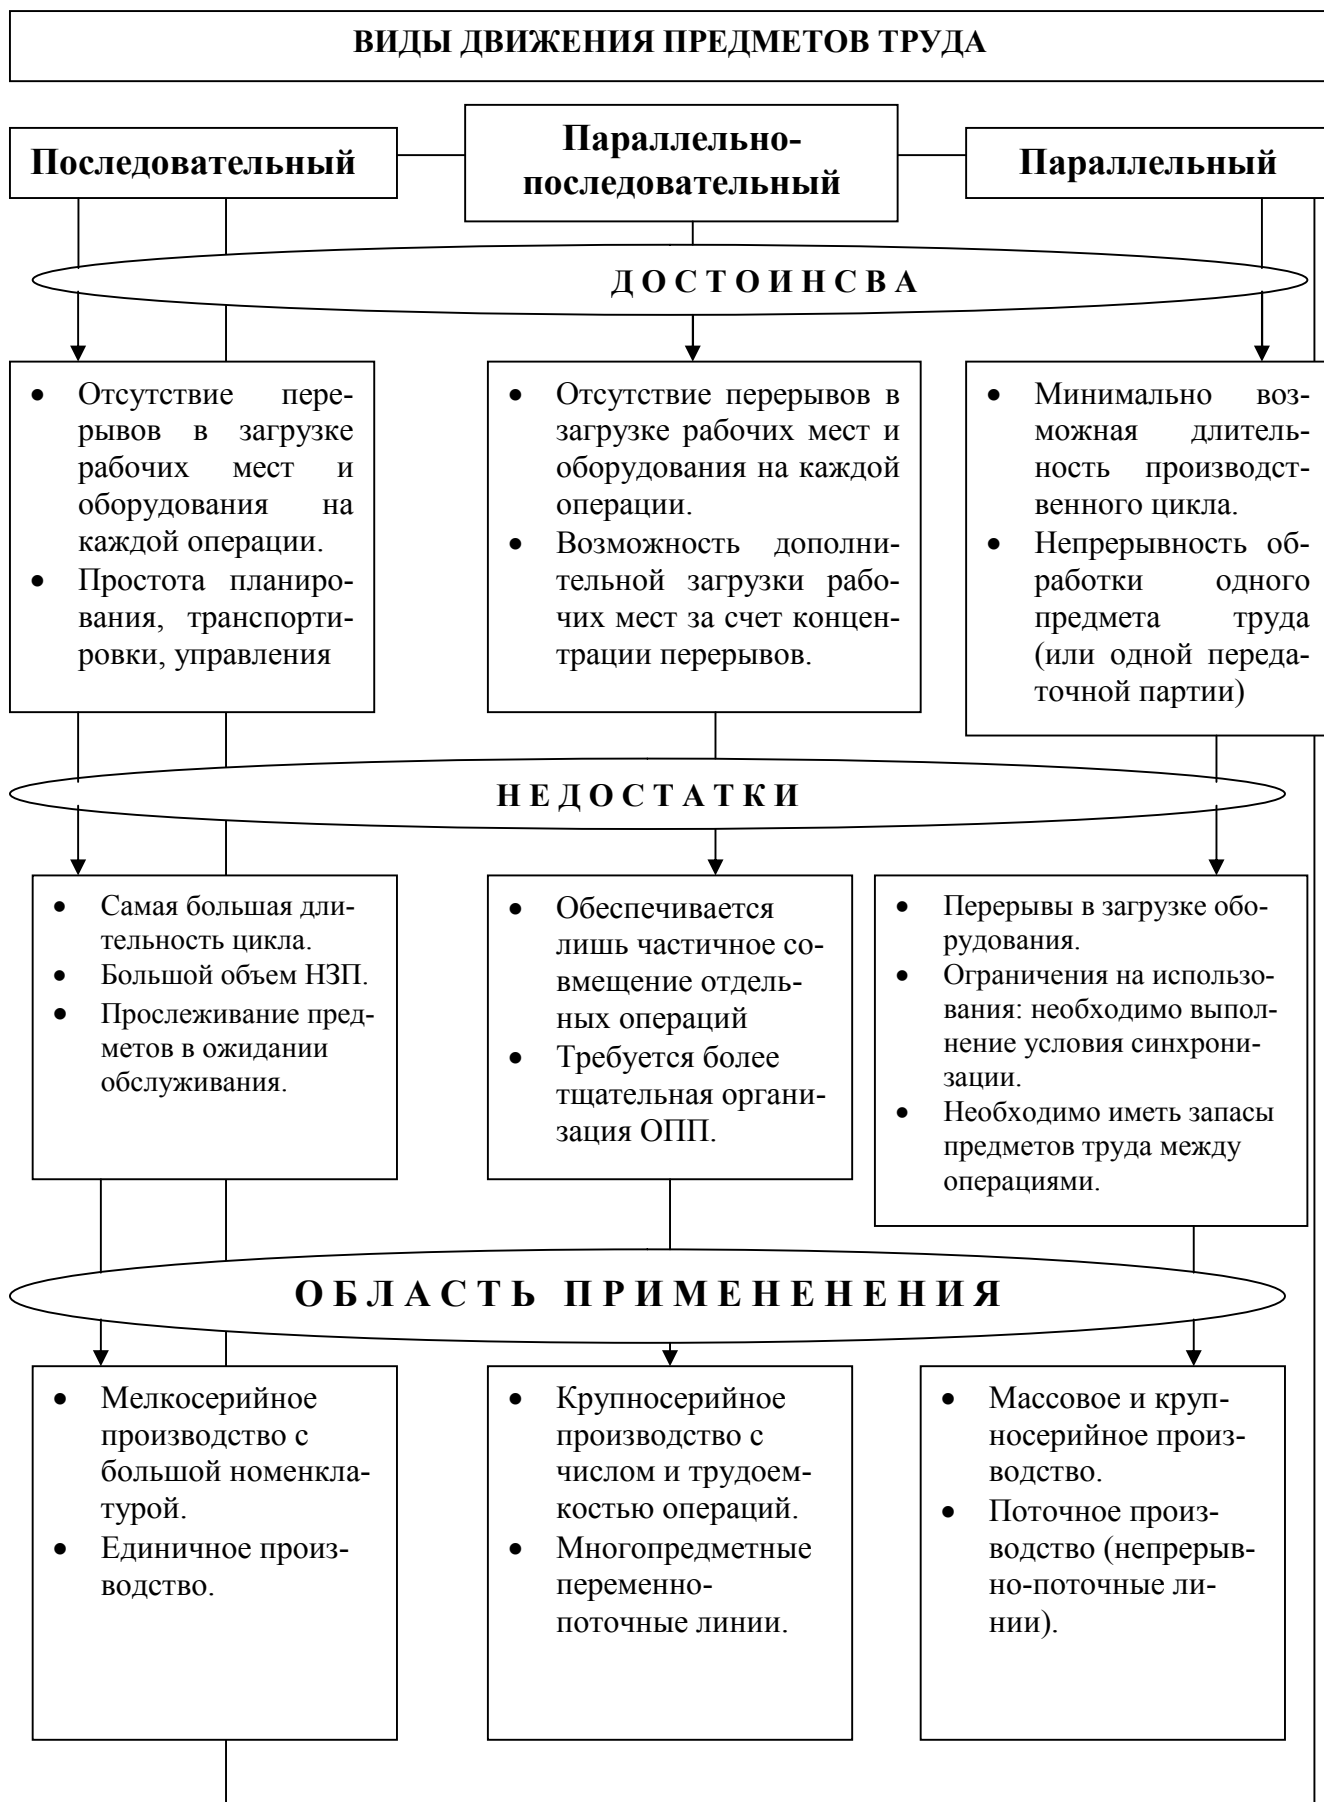 ВИДЫ ДВИЖЕНИЯ ПРЕДМЕТОВ ТРУДА
Последовательный
Параллельно-
последовательный
Параллельный
Д О С Т О И Н С В А
• Отсутствие пере-
рывов в загрузке
рабочих мест и
оборудования на
каждой операции.
• Простота планиро-
вания, транспорти-
ровки, управления
• Отсутствие перерывов в
загрузке рабочих мест и
оборудования на каждой
операции.
• Возможность дополни-
тельной загрузки рабо-
чих мест за счет концен-
трации перерывов.
• Минимально воз-
можная длитель-
ность производст-
венного цикла.
• Непрерывность об-
работки одного
предмета труда
(или одной переда-
точной партии)
Н Е Д О С Т А Т К И
• Самая большая дли-
тельность цикла.
• Большой объем НЗП.
• Прослеживание пред-
метов в ожидании
обслуживания.
• Обеспечивается
лишь частичное со-
вмещение отдель-
ных операций
• Требуется более
тщательная органи-
зация ОПП.
• Перерывы в загрузке обо-
рудования.
• Ограничения на использо-
вания: необходимо выпол-
нение условия синхрони-
зации.
• Необходимо иметь запасы
предметов труда между
операциями.
О Б Л А С Т Ь П Р И М Е Н Е Н Е Н И Я
• Мелкосерийное
производство с
большой номенкла-
турой.
• Единичное произ-
водство.
• Крупносерийное
производство с
числом и трудоем-
костью операций.
• Многопредметные
переменно-
поточные линии.
• Массовое и круп-
носерийное произ-
водство.
• Поточное произ-
водство (непрерыв-
но-поточные ли-
нии).